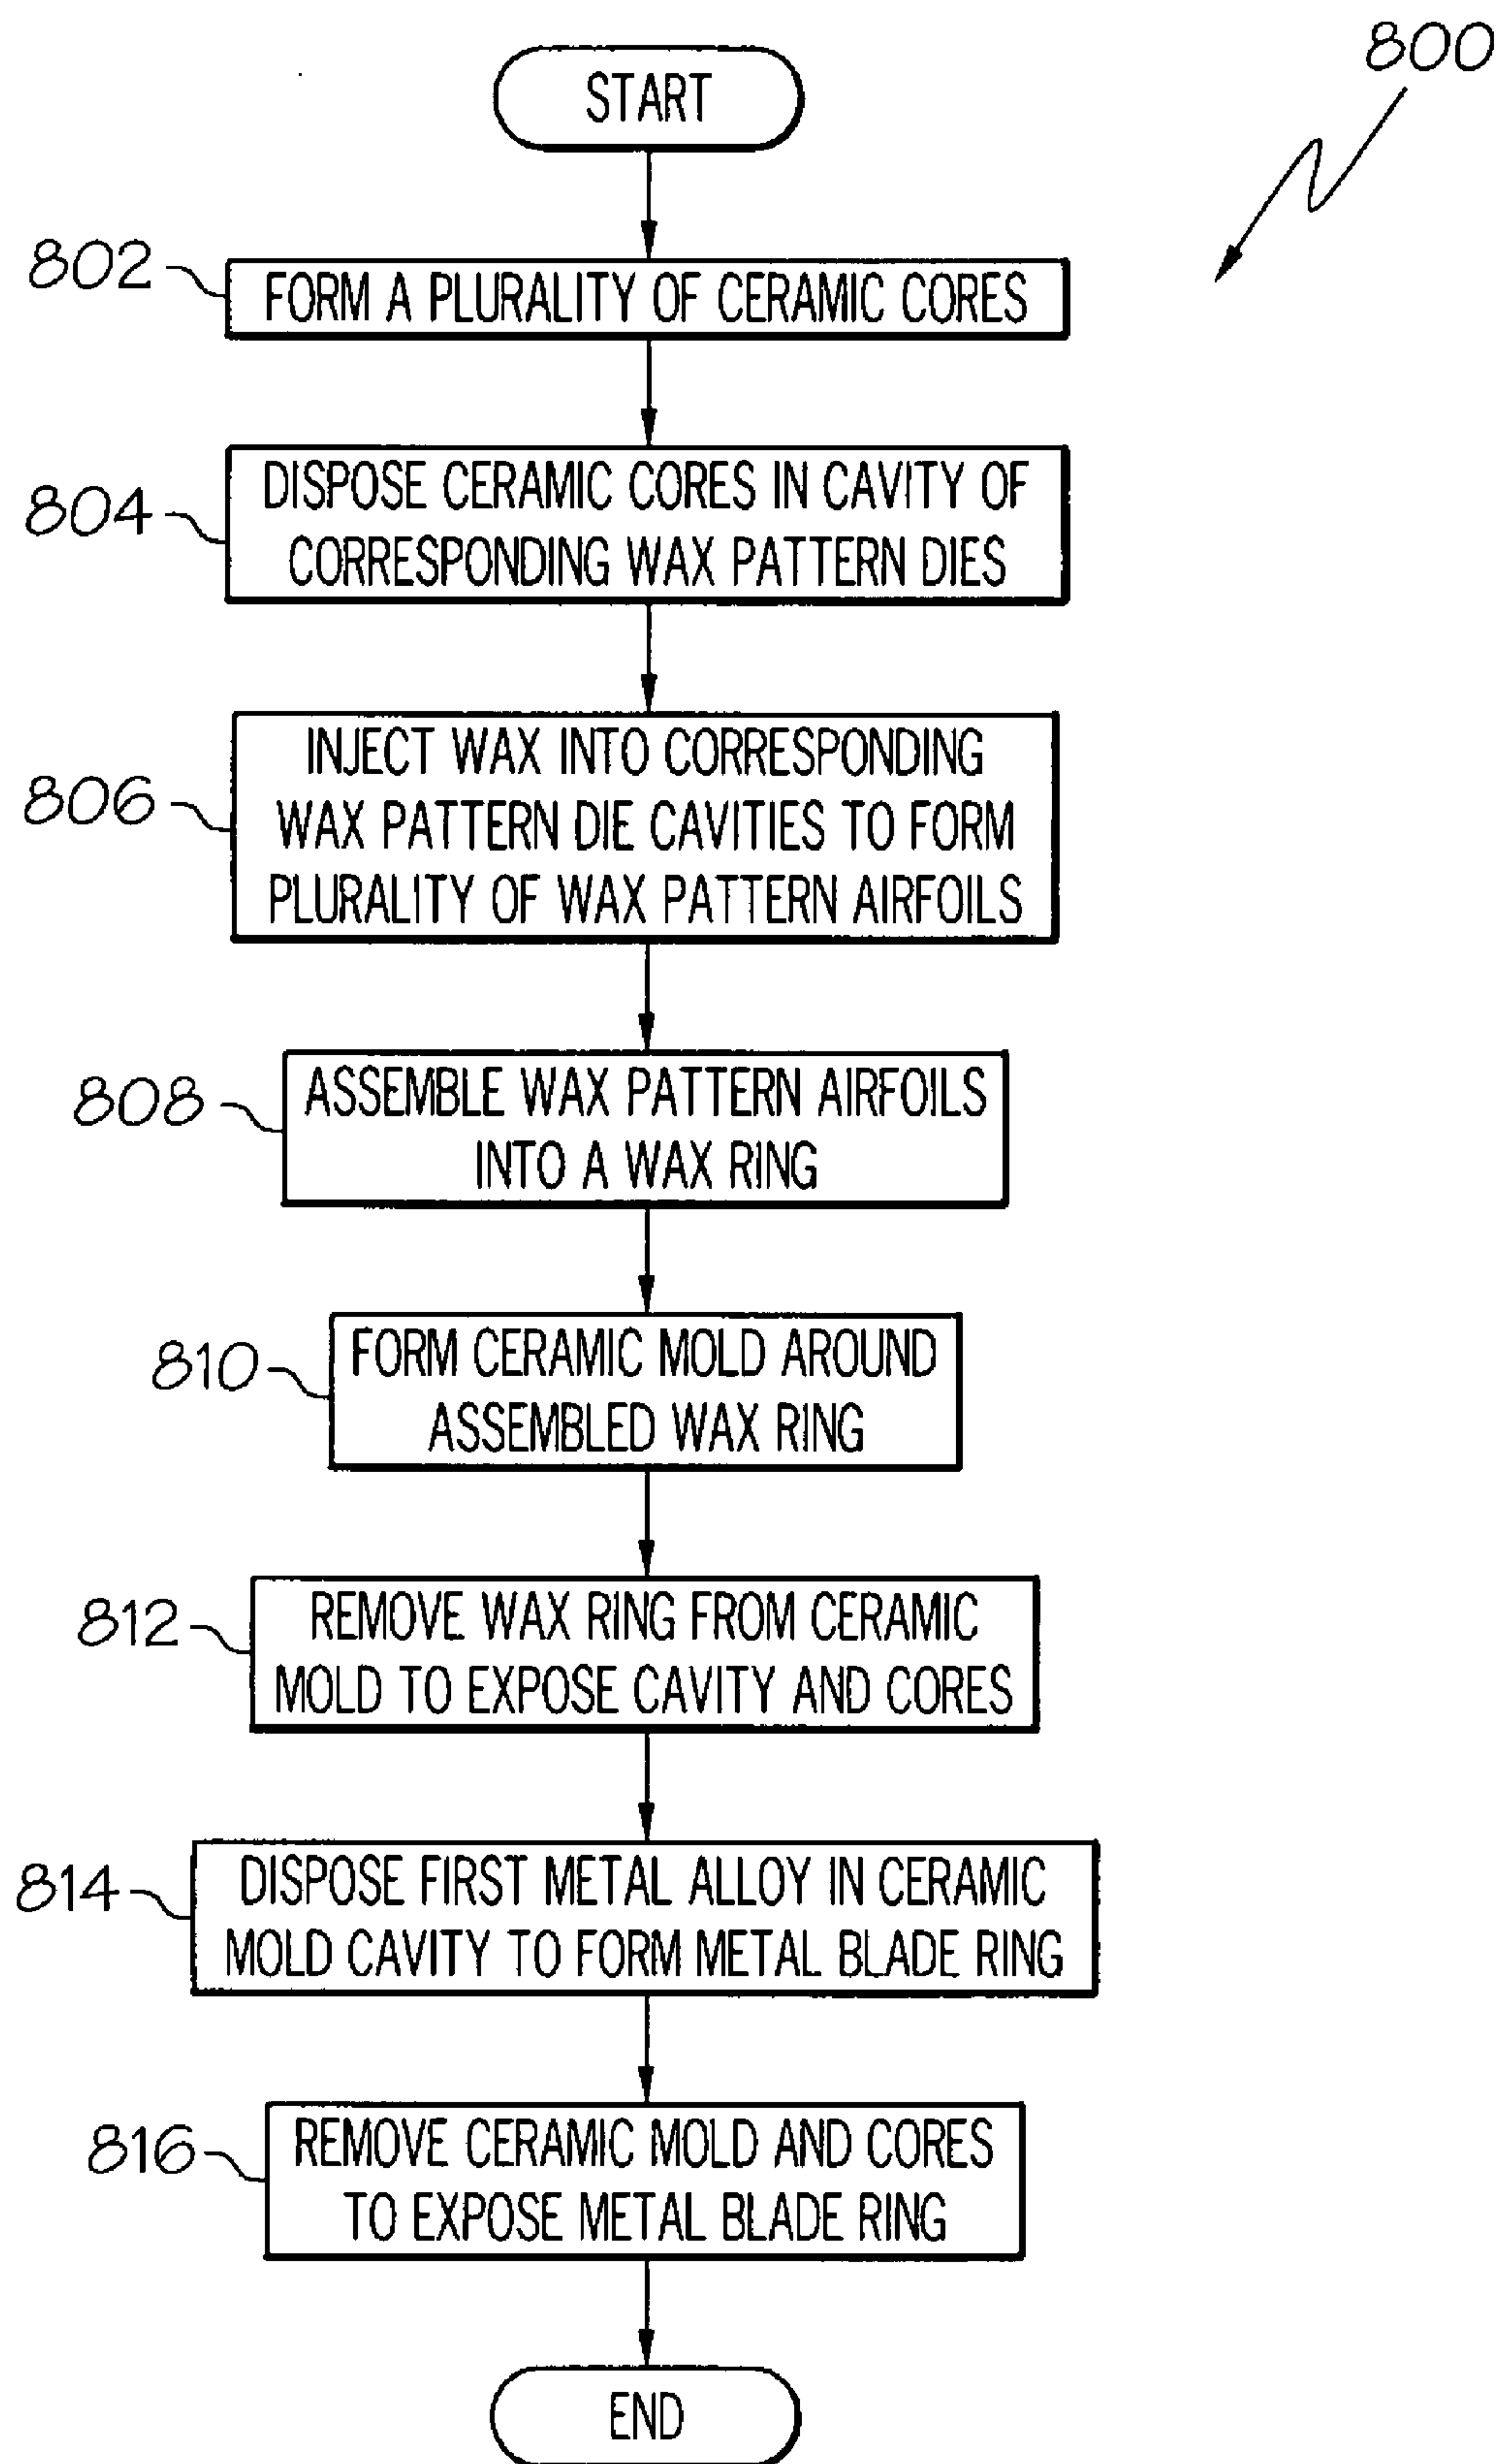 800
START
802
FORM A PLURALITY OF CERAMIC CORES
804
DISPOSE CERAMIC CORES IN CAVITY OF
CORRESPONDING WAX PATTERN DIES
806
INJECT WAX INTO CORRESPONDING
WAX PATTERN DIE CAVITIES TO FORM
PLURALITY OF WAX PATTERN AIRFOILS
808
ASSEMBLE WAX PATTERN AIRFOILS
INTO A WAX RING
810
FORM CERAMIC MOLD AROUND
ASSEMBLED WAX RING
812
REMOVE WAX RING FROM CERAMIC
MOLD TO EXPOSE CAVITY AND CORES
814
DISPOSE FIRST METAL ALLOY IN CERAMIC
MOLD CAVITY TO FORM METAL BLADE RING
816
REMOVE CERAMIC MOLD AND CORES
TO EXPOSE METAL BLADE RING
END